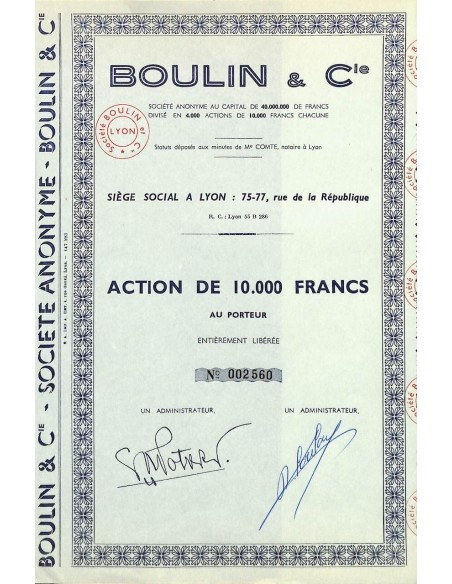 BOULIN & Cie
SOCIÉTÉ ANONYME AU CAPITAL DE 40.000.000 DE FRANCS
DIVISÉ EN 4.000 ACTIONS DE 10.000 FRANCS CHACUNE
Société BOULIN et Cie
LYON
Statuts déposés aux minutes de Me COMTE, notaire à Lyon
SIÈGE SOCIAL A LYON : 75-77, rue de la République
R. C. : Lyon 55 B 286
ACTION DE 10.000 FRANCS
AU PORTEUR
ENTIÈREMENT LIBÉRÉE
No 002560
UN ADMINISTRATEUR,
UN ADMINISTRATEUR,
BOULIN & Cie - SOCIÉTÉ ANONYME - BOULIN & Cie